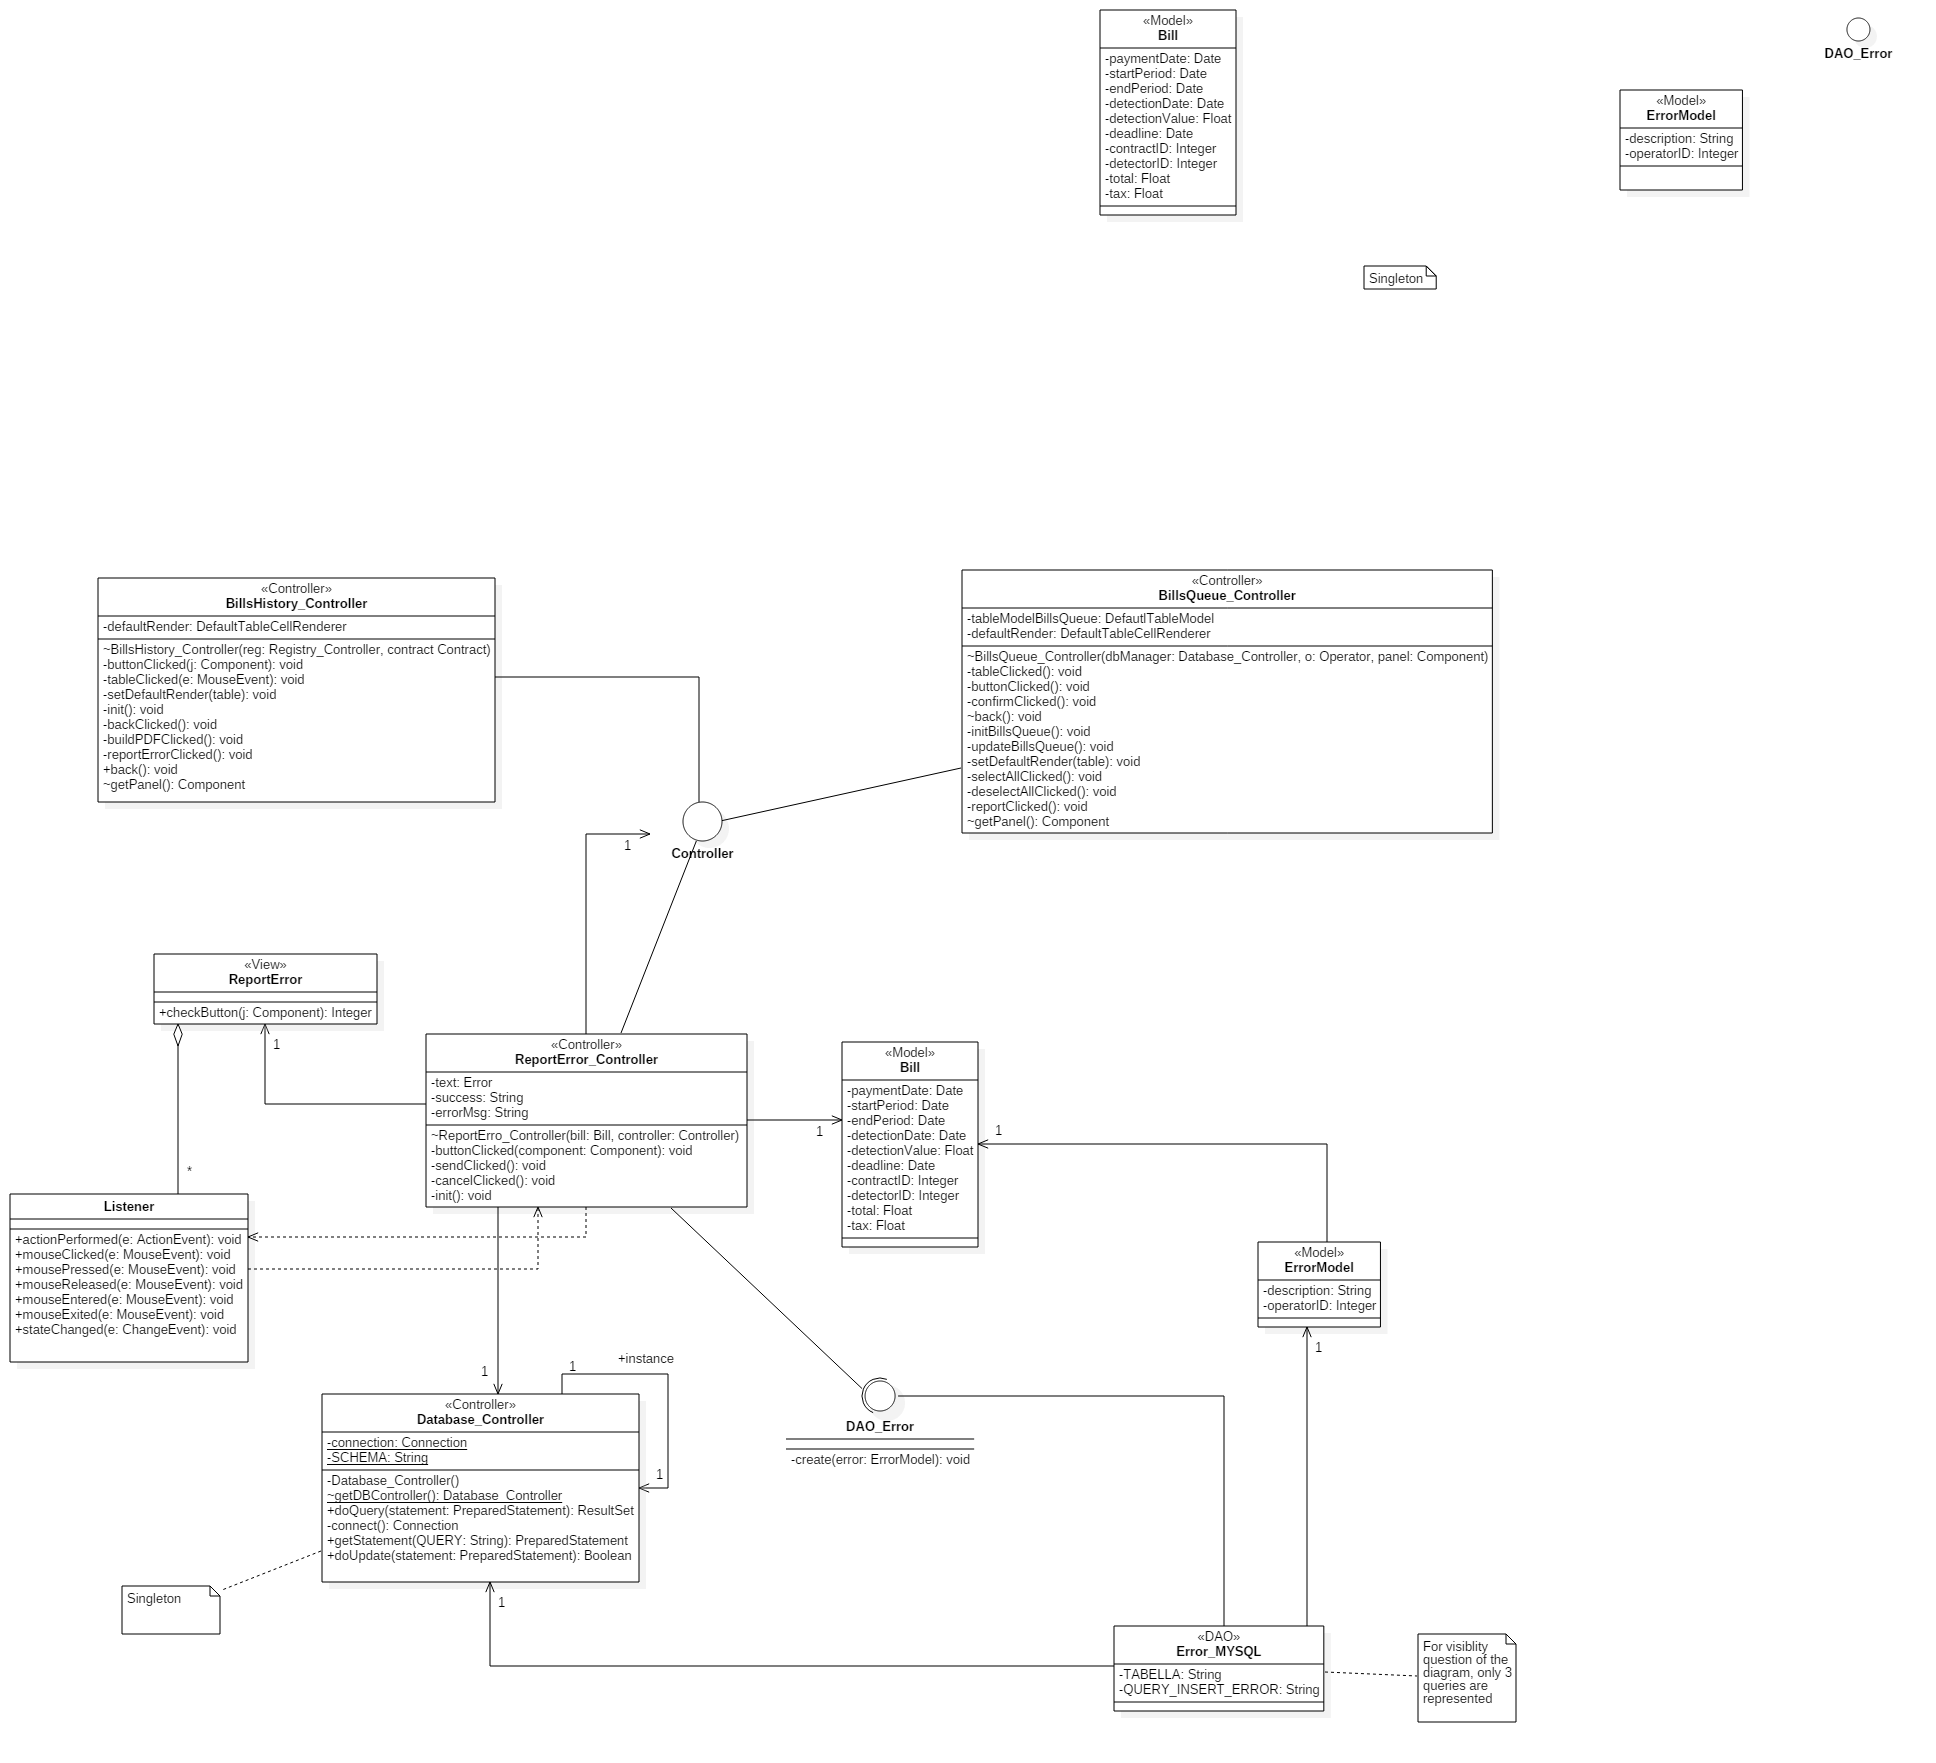 «Model»
Bill
-paymentDate: Date
-startPeriod: Date
-endPeriod: Date
-detectionDate: Date
-detectionValue: Float
-deadline: Date
-contractID: Integer
-detectorID: Integer
-total: Float
-tax: Float
DAO_Error
«Model»
ErrorModel
-description: String
-operatorID: Integer
Singleton
«Controller»
BillsHistory_Controller
-defaultRender: DefaultTableCellRenderer
~BillsHistory_Controller(reg: Registry_Controller, contract Contract)
-buttonClicked(j: Component): void
-tableClicked(e: MouseEvent): void
-setDefaultRender(table): void
-init(): void
-backClicked(): void
-buildPDFClicked(): void
-reportErrorClicked(): void
+back(): void
~getPanel(): Component
«Controller»
BillsQueue_Controller
-tableModelBillsQueue: DefautlTableModel
-defaultRender: DefaultTableCellRenderer
~BillsQueue_Controller(dbManager: Database_Controller, o: Operator, panel: Component)
-tableClicked(): void
-buttonClicked(): void
-confirmClicked(): void
~back(): void
-initBillsQueue(): void
-updateBillsQueue(): void
-setDefaultRender(table): void
-selectAllClicked(): void
-deselectAllClicked(): void
-reportClicked(): void
~getPanel(): Component
1
Controller
«View»
ReportError
+checkButton(j: Component): Integer
1
*
«Controller»
ReportError_Controller
-text: Error
-success: String
-errorMsg: String
~ReportErro_Controller(bill: Bill, controller: Controller)
-buttonClicked(component: Component): void
-sendClicked(): void
-cancelClicked(): void
-init(): void
1
«Model»
Bill
-paymentDate: Date
-startPeriod: Date
-endPeriod: Date
-detectionDate: Date
-detectionValue: Float
-deadline: Date
-contractID: Integer
-detectorID: Integer
-total: Float
-tax: Float
1
Listener
+actionPerformed(e: ActionEvent): void
+mouseClicked(e: MouseEvent): void
+mousePressed(e: MouseEvent): void
+mouseReleased(e: MouseEvent): void
+mouseEntered(e: MouseEvent): void
+mouseExited(e: MouseEvent): void
+stateChanged(e: ChangeEvent): void
«Model»
ErrorModel
-description: String
-operatorID: Integer
1
1
1
+instance
1
«Controller»
Database_Controller
-connection: Connection
-SCHEMA: String
-Database_Controller()
~getDBController(): Database_Controller
+doQuery(statement: PreparedStatement): ResultSet
-connect(): Connection
+getStatement(QUERY: String): PreparedStatement
+doUpdate(statement: PreparedStatement): Boolean
DAO_Error
-create(error: ErrorModel): void
Singleton
1
«DAO»
Error_MYSQL
-TABELLA: String
-QUERY_INSERT_ERROR: String
For visiblity
question of the
diagram, only 3
queries are
represented